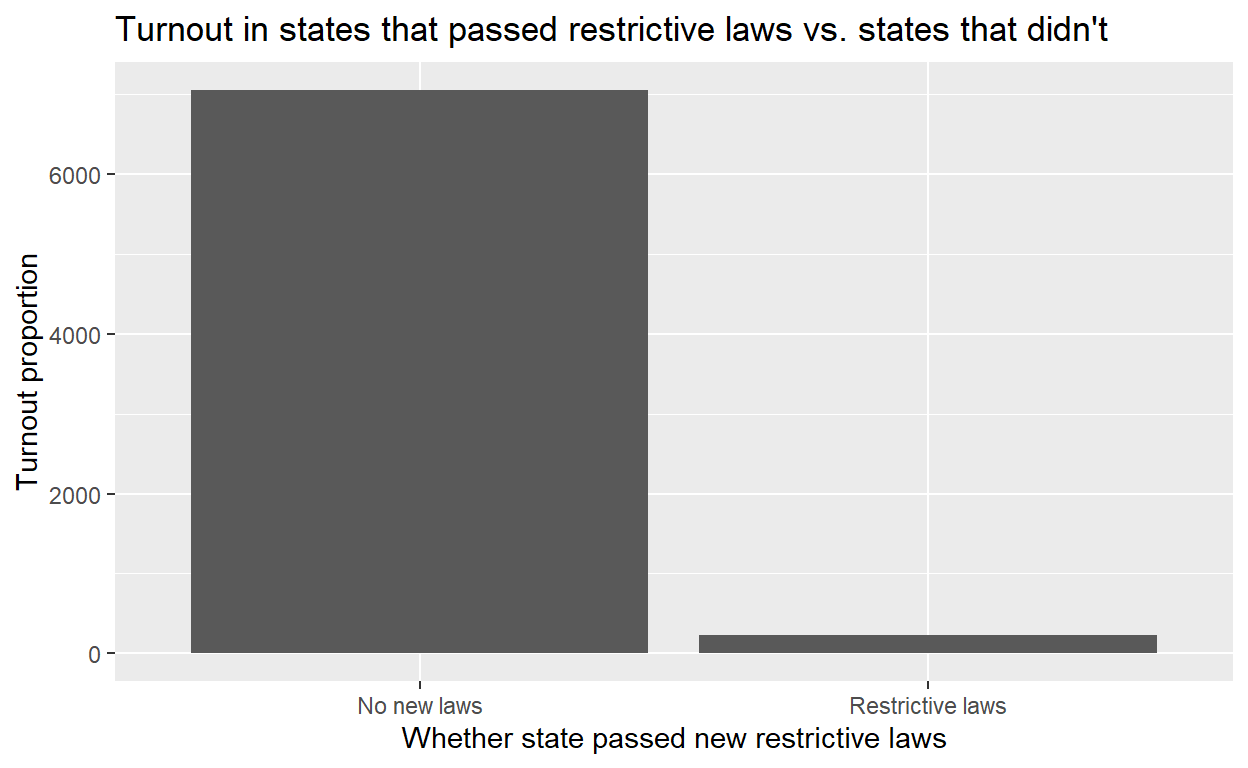 Turnout in states that passed restrictive laws vs. states that didn't
Turnout proportion
6000
4000
2000
0
No new laws
Restrictive laws
Whether state passed new restrictive laws